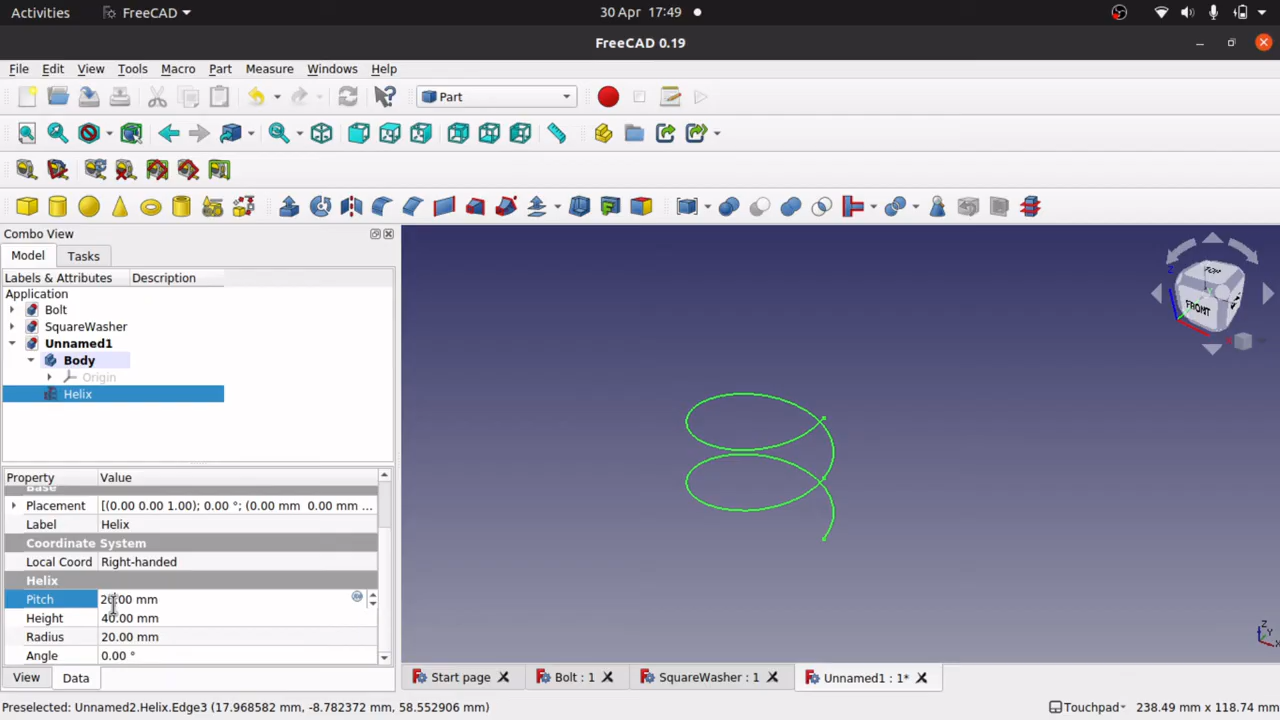 Activities FreeCAD 30 Apr 17:49
FreeCAD 0.19
File Edit View Tools Macro Part Measure Windows Help
Part
Combo View
Model Tasks
Labels & Attributes Description
Application
Bolt
SquareWasher
Unnamed1
Body
Origin
Helix
Property Value
Base
Placement [(0.00 0.00 1.00); 0.00 °; (0.00 mm 0.00 mm ...
Label Helix
Coordinate System
Local Coord Right-handed
Helix
Pitch 20.00 mm
Height 40.00 mm
Radius 20.00 mm
Angle 0.00 °
View Data
TOP
FRONT
Z
Z
Y
X
Start page Bolt : 1 SquareWasher : 1 Unnamed1 : 1*
Preselected: Unnamed2.Helix.Edge3 (17.968582 mm, -8.782372 mm, 58.552906 mm) Touchpad 238.49 mm x 118.74 mm